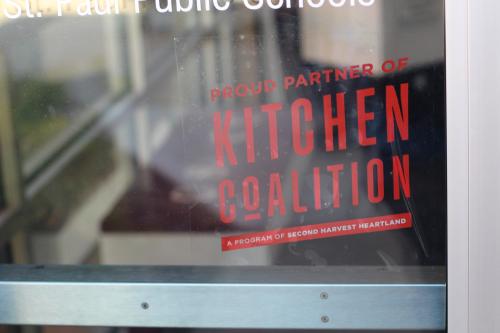 St. Paul Public Schools
PROUD PARTNER OF
KITCHEN
COALITION
A PROGRAM OF SECOND HARVEST HEARTLAND